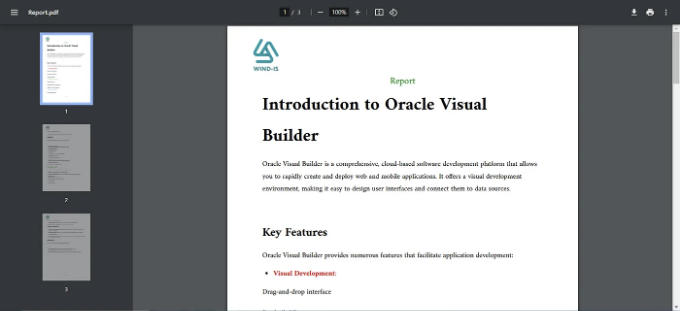 Report.pdf
1 / 3
100%
WIND-IS
Report
Introduction to Oracle Visual
Builder
Oracle Visual Builder is a comprehensive, cloud-based software development platform that allows
you to rapidly create and deploy web and mobile applications. It offers a visual development
environment, making it easy to design user interfaces and connect them to data sources.
Key Features
Oracle Visual Builder provides numerous features that facilitate application development:
• Visual Development:
Drag-and-drop interface
1
2
3